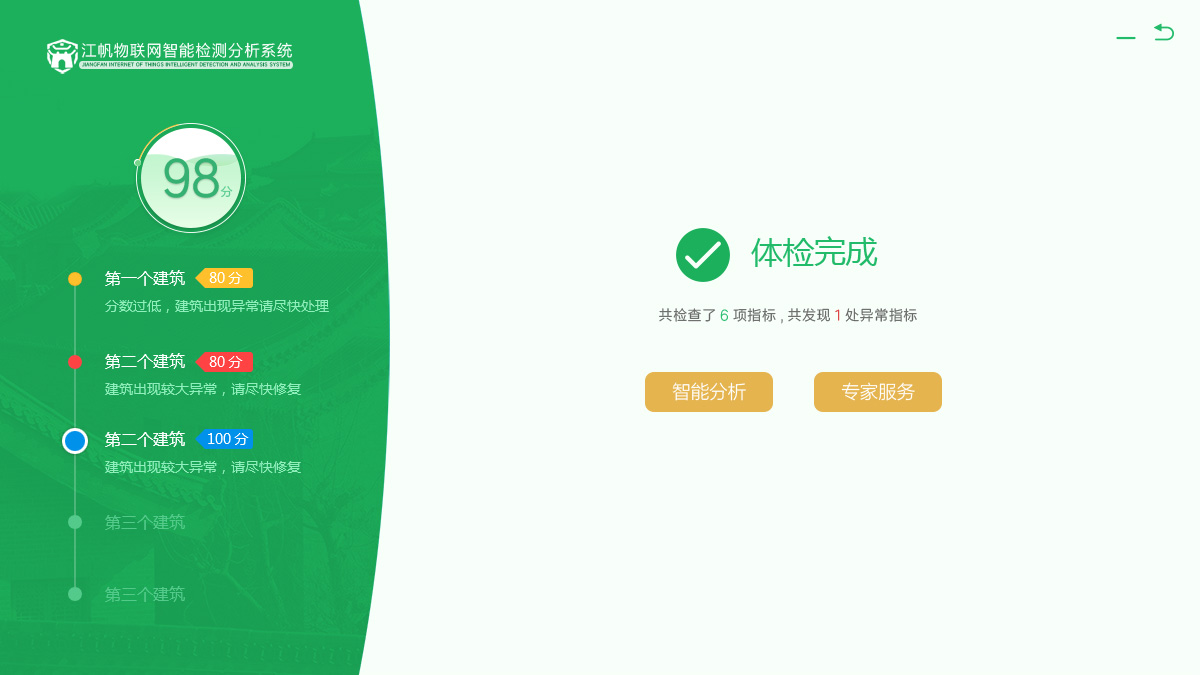 江帆物联网智能检测分析系统
JIANGFAN INTERNET OF THINGS INTELLIGENT DETECTION AND ANALYSIS SYSTEM
98分
第一个建筑 80 分
分数过低，建筑出现异常请尽快处理
第二个建筑 80 分
建筑出现较大异常，请尽快修复
第二个建筑 100 分
建筑出现较大异常，请尽快修复
第三个建筑
第三个建筑
体检完成
共检查了 6 项指标 , 共发现 1 处异常指标
智能分析
专家服务